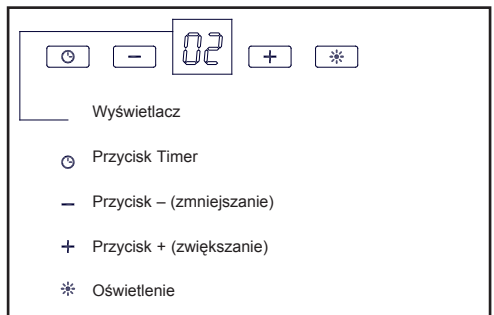 02
Wyświetlacz
Przycisk Timer
Przycisk – (zmniejszanie)
Przycisk + (zwiększanie)
Oświetlenie